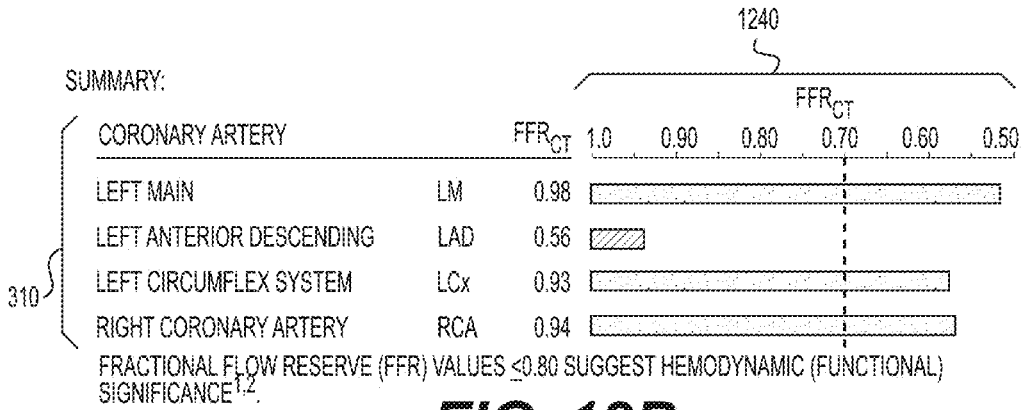 1240
SUMMARY:
FFRCT
CORONARY ARTERY FFRCT 1.0 0.90 0.80 0.70 0.60 0.50
LEFT MAIN LM 0.98
LEFT ANTERIOR DESCENDING LAD 0.56
LEFT CIRCUMFLEX SYSTEM LCx 0.93
310
RIGHT CORONARY ARTERY RCA 0.94
FRACTIONAL FLOW RESERVE (FFR) VALUES ≤0.80 SUGGEST HEMODYNAMIC (FUNCTIONAL)
SIGNIFICANCE1,2.